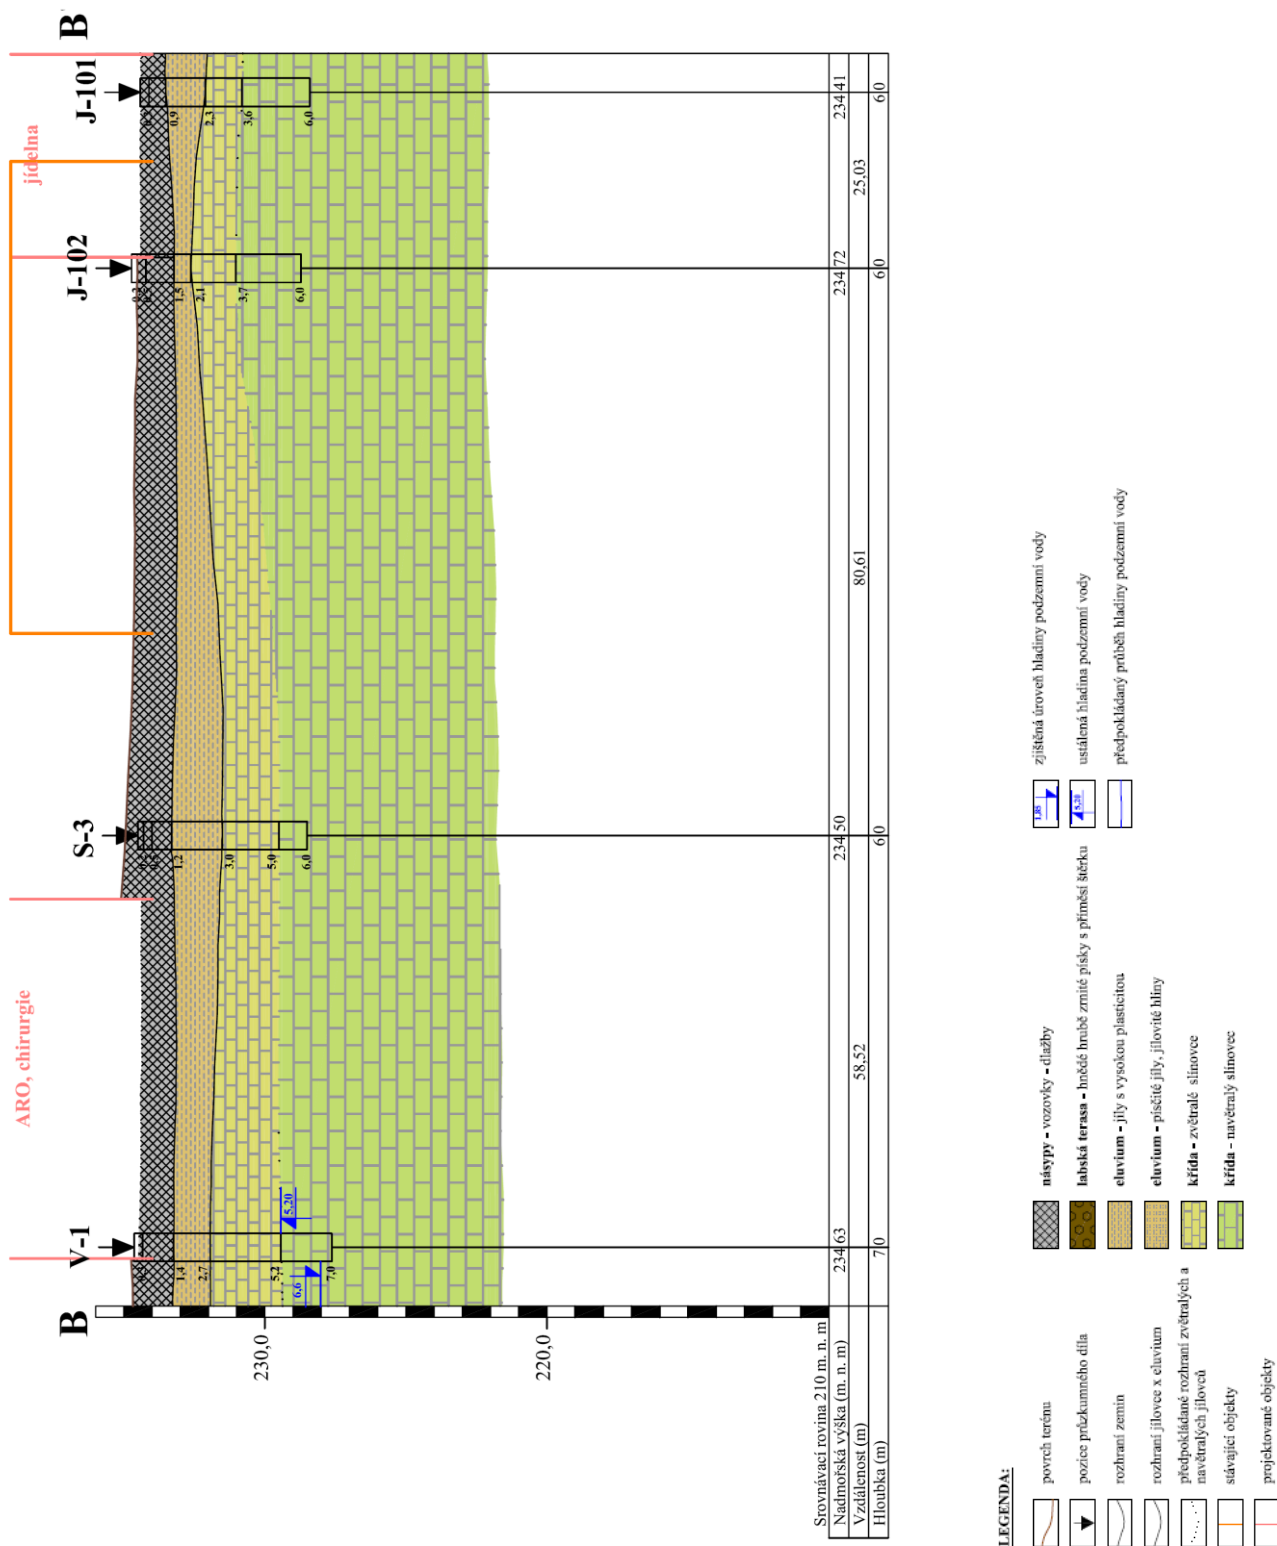 B
B'
V-1
S-3
J-102
J-101
ARO, chirurgie
jídelna
1,4
2,7
5,2
7,0
6,6
5,20
1,2
3,0
5,0
6,0
1,5
2,1
3,7
6,0
0,9
2,3
3,6
6,0
230,0
220,0
Srovnávací rovina 210 m. n. m
Nadmořská výška (m. n. m) 234 63 234 50 234 72 234 41
Vzdálenost (m) 58,52 80,61 25,03
Hloubka (m) 7 0 6 0 6 0 6 0
LEGENDA:
povrch terénu
pozice průzkumného díla
rozhraní zemin
rozhraní jílovce x eluvium
předpokládané rozhraní zvětralých a
navětralých jílovců
stávající objekty
projektované objekty
násypy - vozovky - dlažby
labská terasa - hnědé hrubě zrnité písky s příměsí štěrku
eluvium - jíly s vysokou plasticitou
eluvium - písčité jíly, jílovité hlíny
křída - zvětralé slínovce
křída - navětralý slínovec
1,85
zjištěná úroveň hladiny podzemní vody
5,20
ustálená hladina podzemní vody
předpokládaný průběh hladiny podzemní vody